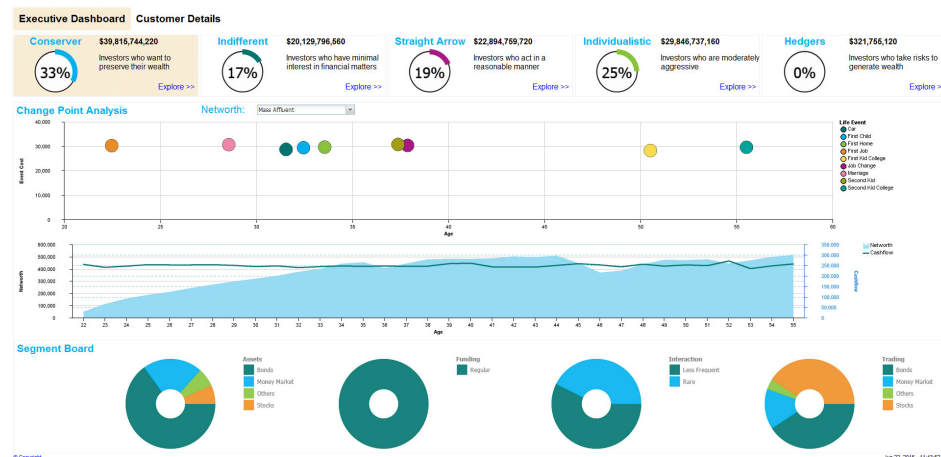 Executive Dashboard Customer Details
Conserver $39,815,744,220
33% Investors who want to
preserve their wealth
Explore >>
Indifferent $20,129,796,560
17% Investors who have minimal
interest in financial matters
Explore >>
Straight Arrow $22,894,759,720
19% Investors who act in a
reasonable manner
Explore >>
Individualistic $29,846,737,160
25% Investors who are moderately
aggressive
Explore >>
Hedgers $321,755,120
0% Investors who take risks to
generate wealth
Explore >>
Change Point Analysis Networth: Mass Affluent
40,000
30,000
20,000
10,000
0
Event Cost
20 25 30 35 40 45 50 55 60
Age
Life Event
Car
First Child
First Home
First Job
First Kid College
Job Change
Marriage
Second Kid
Second Kid College
600,000
500,000
400,000
300,000
200,000
100,000
0
Networth
22 23 24 25 26 27 28 29 30 31 32 33 34 35 36 37 38 39 40 41 42 43 44 45 46 47 48 49 50 51 52 53 54 55
Age
350,000
300,000
250,000
200,000
150,000
100,000
50,000
0
Cashflow
Networth
Cashflow
Segment Board
Assets
Bonds
Money Market
Others
Stocks
Funding
Regular
Interaction
Less Frequent
Rare
Trading
Bonds
Money Market
Others
Stocks